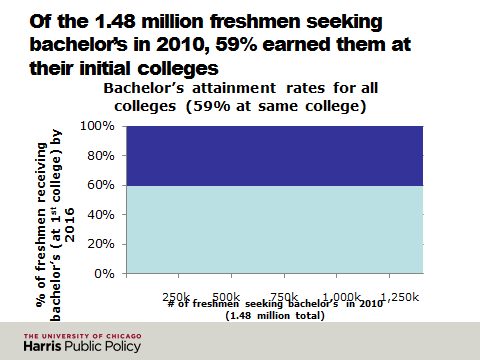 Of the 1.48 million freshmen seeking
bachelor's in 2010, 59% earned them at
their initial colleges
Bachelor's attainment rates for all
colleges (59% at same college)
% of freshmen receiving
bachelor's (at 1st college) by
2016
100%
80%
60%
40%
20%
0%
250k 500k 750k 1,000k 1,250k
# of freshmen seeking bachelor's in 2010
(1.48 million total)
THE UNIVERSITY OF CHICAGO
Harris Public Policy